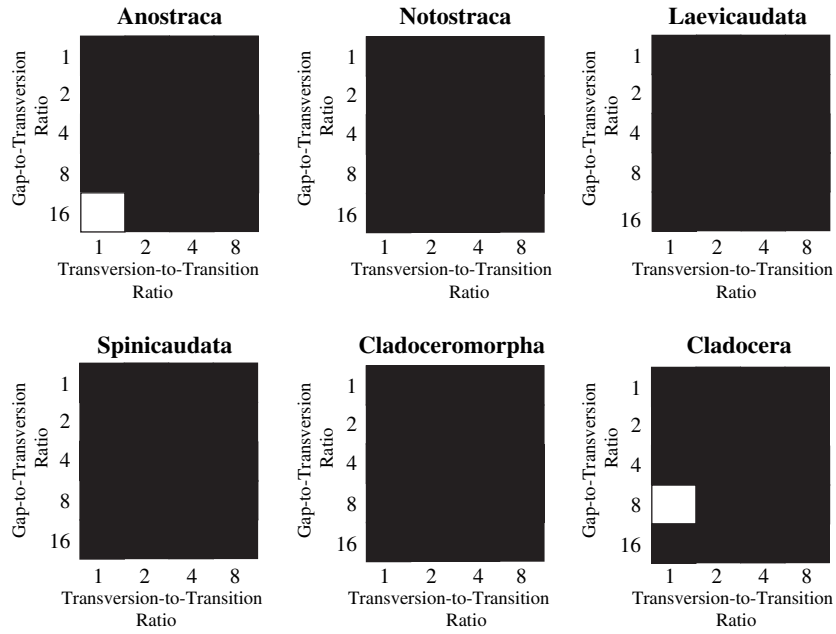 Anostraca
Gap-to-Transversion
Ratio
1
2
4
8
16
1 2 4 8
Transversion-to-Transition
Ratio
Notostraca
Gap-to-Transversion
Ratio
1
2
4
8
16
1 2 4 8
Transversion-to-Transition
Ratio
Laevicaudata
Gap-to-Transversion
Ratio
1
2
4
8
16
1 2 4 8
Transversion-to-Transition
Ratio
Spinicaudata
Gap-to-Transversion
Ratio
1
2
4
8
16
1 2 4 8
Transversion-to-Transition
Ratio
Cladoceromorpha
Gap-to-Transversion
Ratio
1
2
4
8
16
1 2 4 8
Transversion-to-Transition
Ratio
Cladocera
Gap-to-Transversion
Ratio
1
2
4
8
16
1 2 4 8
Transversion-to-Transition
Ratio